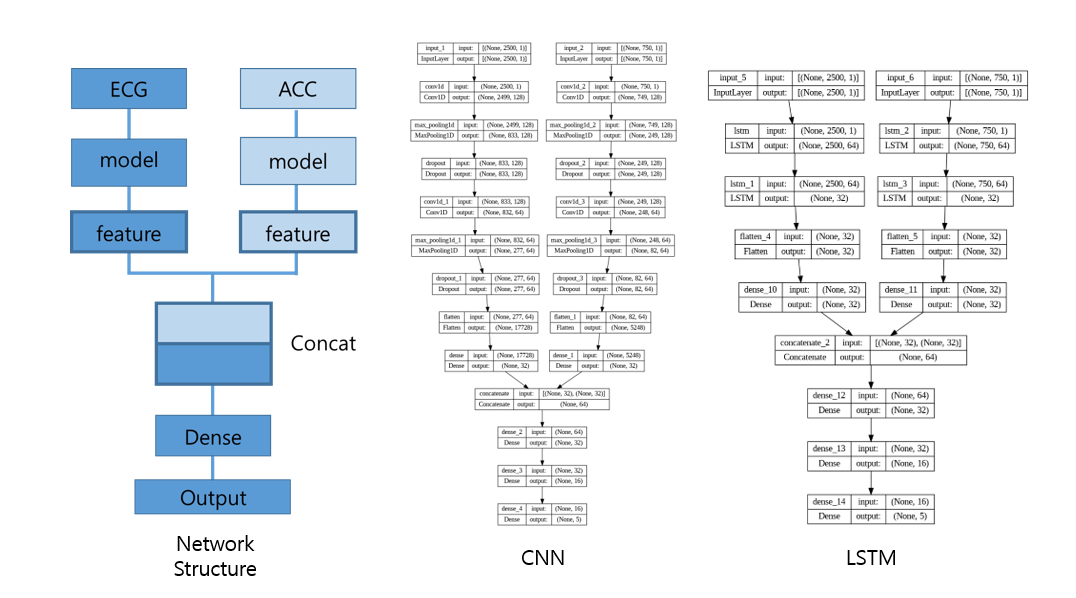 ECG
ACC
model
model
feature
feature
Concat
Dense
Output
Network
Structure
input_1 input: [(None, 2500, 1)]
InputLayer output: [(None, 2500, 1)]
input_2 input: [(None, 750, 1)]
InputLayer output: [(None, 750, 1)]
conv1d input: (None, 2500, 1)
Conv1D output: (None, 2499, 128)
conv1d_2 input: (None, 750, 1)
Conv1D output: (None, 749, 128)
max_pooling1d input: (None, 2499, 128)
MaxPooling1D output: (None, 833, 128)
max_pooling1d_2 input: (None, 749, 128)
MaxPooling1D output: (None, 249, 128)
dropout input: (None, 833, 128)
Dropout output: (None, 833, 128)
dropout_2 input: (None, 249, 128)
Dropout output: (None, 249, 128)
conv1d_1 input: (None, 833, 128)
Conv1D output: (None, 832, 64)
conv1d_3 input: (None, 249, 128)
Conv1D output: (None, 248, 64)
max_pooling1d_1 input: (None, 832, 64)
MaxPooling1D output: (None, 277, 64)
max_pooling1d_3 input: (None, 248, 64)
MaxPooling1D output: (None, 82, 64)
dropout_1 input: (None, 277, 64)
Dropout output: (None, 277, 64)
dropout_3 input: (None, 82, 64)
Dropout output: (None, 82, 64)
flatten input: (None, 277, 64)
Flatten output: (None, 17728)
flatten_1 input: (None, 82, 64)
Flatten output: (None, 5248)
dense input: (None, 17728)
Dense output: (None, 32)
dense_1 input: (None, 5248)
Dense output: (None, 32)
concatenate input: [(None, 32), (None, 32)]
Concatenate output: (None, 64)
dense_2 input: (None, 64)
Dense output: (None, 32)
dense_3 input: (None, 32)
Dense output: (None, 16)
dense_4 input: (None, 16)
Dense output: (None, 5)
CNN
input_5 input: [(None, 2500, 1)]
InputLayer output: [(None, 2500, 1)]
input_6 input: [(None, 750, 1)]
InputLayer output: [(None, 750, 1)]
lstm input: (None, 2500, 1)
LSTM output: (None, 2500, 64)
lstm_2 input: (None, 750, 1)
LSTM output: (None, 750, 64)
lstm_1 input: (None, 2500, 64)
LSTM output: (None, 32)
lstm_3 input: (None, 750, 64)
LSTM output: (None, 32)
flatten_4 input: (None, 32)
Flatten output: (None, 32)
flatten_5 input: (None, 32)
Flatten output: (None, 32)
dense_10 input: (None, 32)
Dense output: (None, 32)
dense_11 input: (None, 32)
Dense output: (None, 32)
concatenate_2 input: [(None, 32), (None, 32)]
Concatenate output: (None, 64)
dense_12 input: (None, 64)
Dense output: (None, 32)
dense_13 input: (None, 32)
Dense output: (None, 16)
dense_14 input: (None, 16)
Dense output: (None, 5)
LSTM